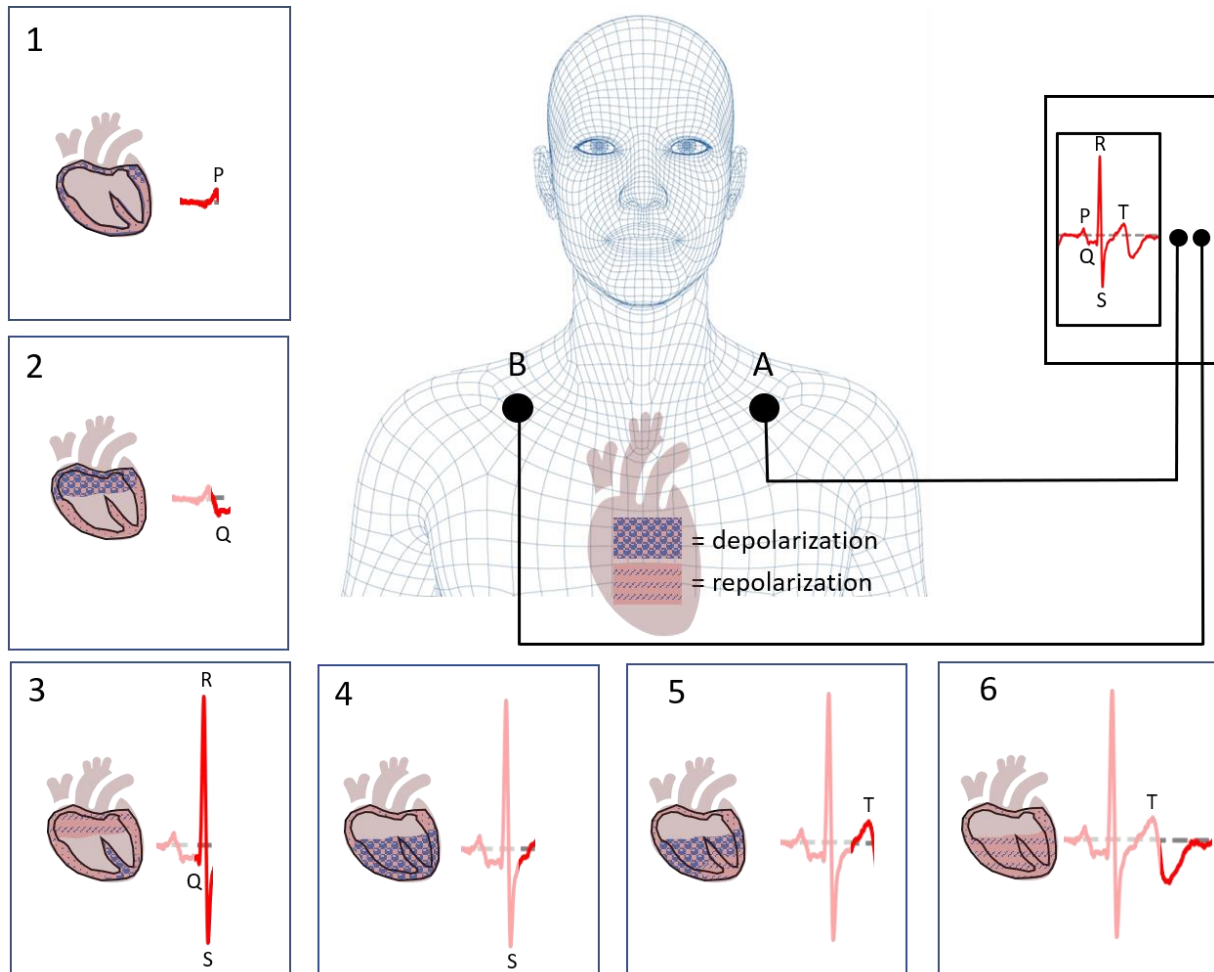 1
P
2
Q
B
A
= depolarization
= repolarization
R
P
T
Q
S
3
R
Q
S
4
S
5
T
6
T